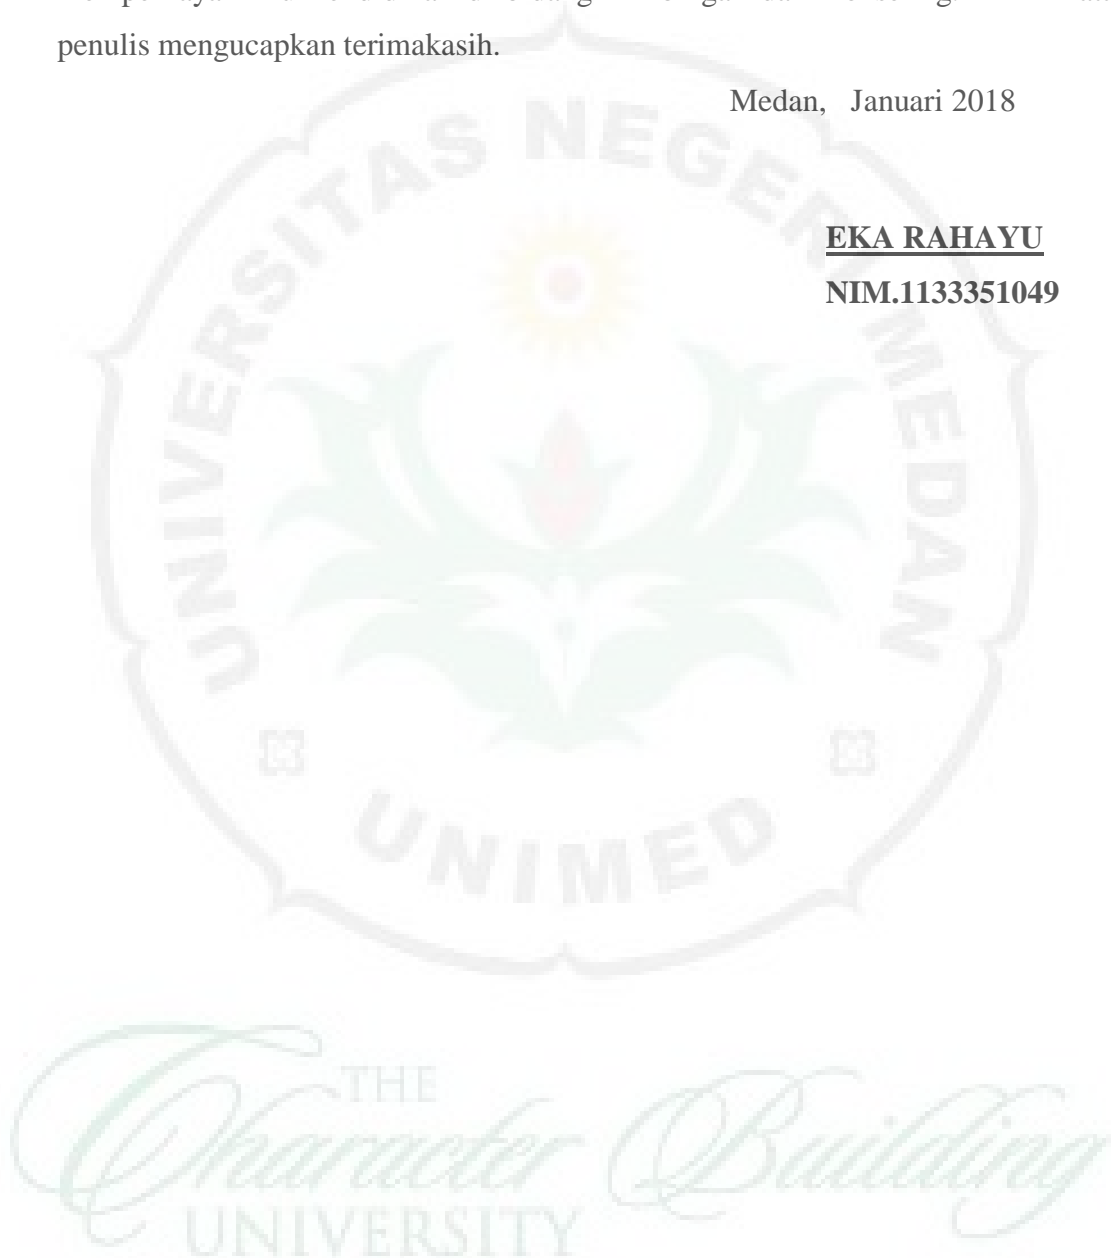 penulis mengucapkan terimakasih.
Medan, Januari 2018
EKA RAHAYU
NIM.1133351049
UNIVERSITAS NEGERI MEDAN
UNIMED
THE
Character Building
UNIVERSITY